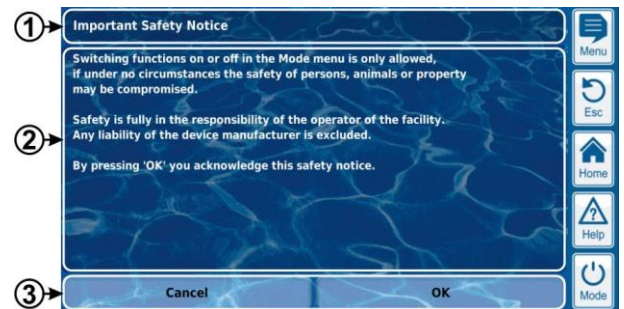 1
Important Safety Notice
Menu
2
Switching functions on or off in the Mode menu is only allowed,
if under no circumstances the safety of persons, animals or property
may be compromised.
Safety is fully in the responsibility of the operator of the facility.
Any liability of the device manufacturer is excluded.
By pressing 'OK' you acknowledge this safety notice.
Esc
Home
?
Help
3
Cancel
OK
Mode